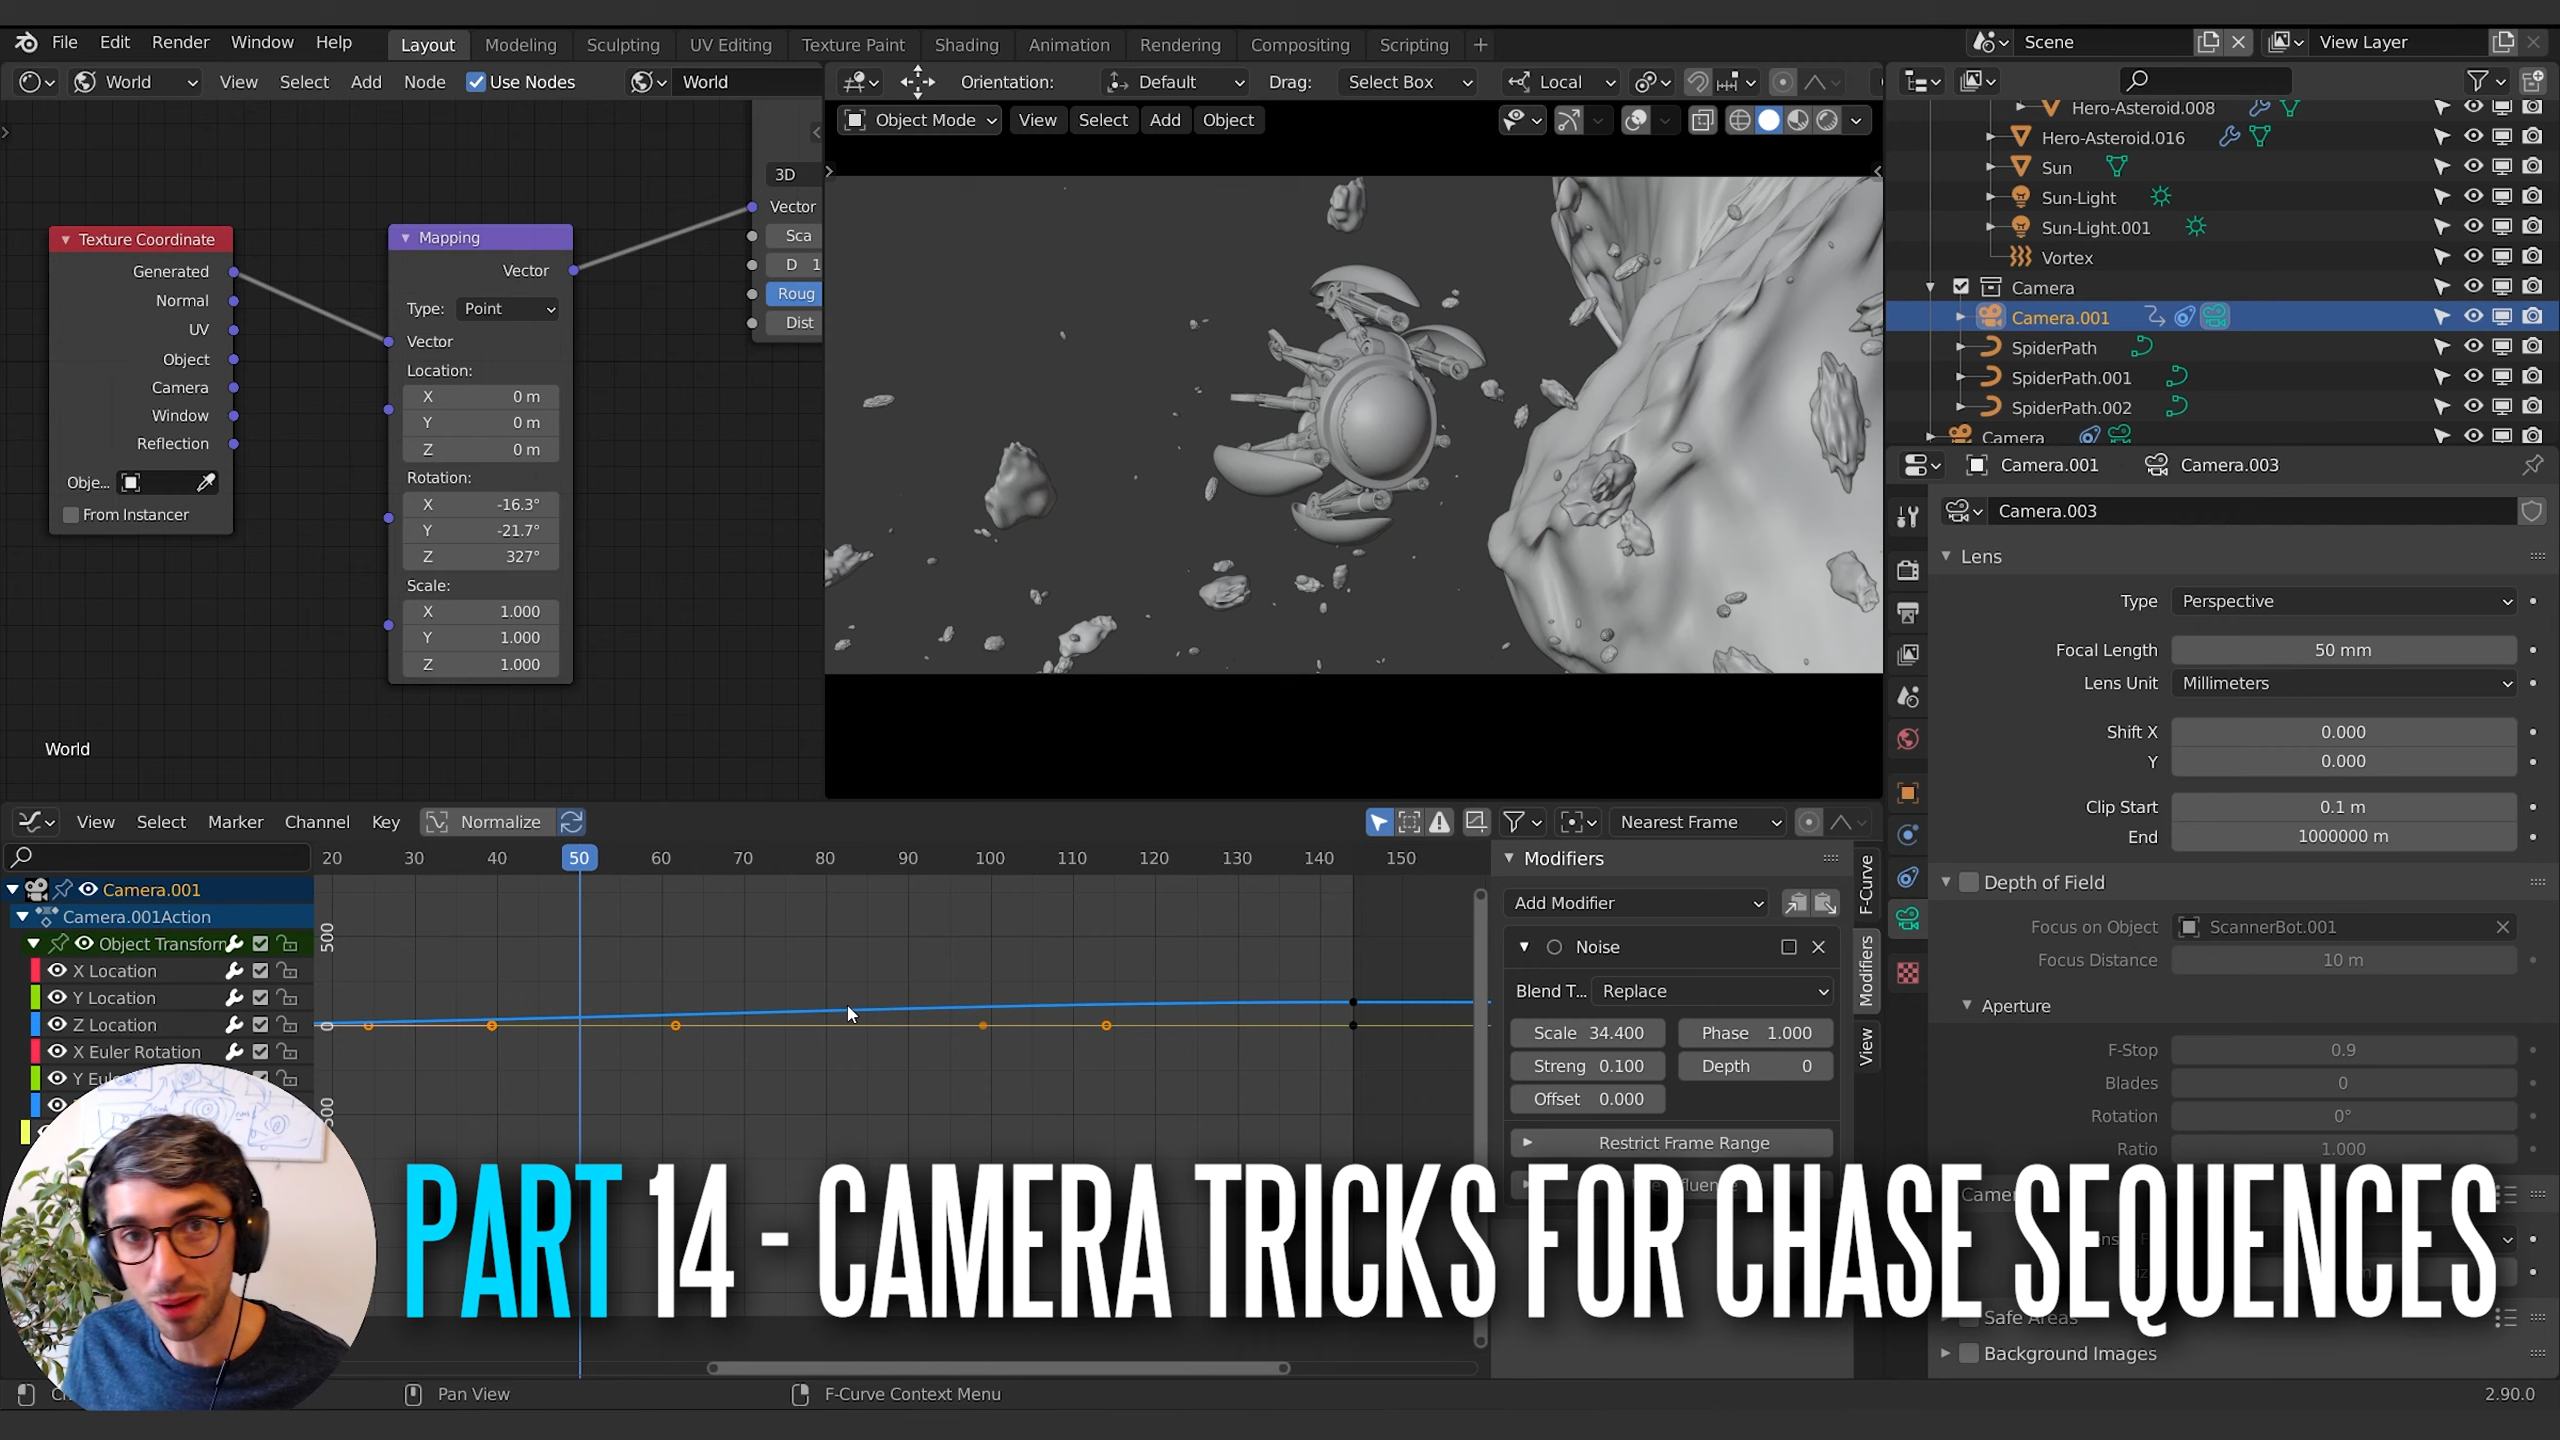 File Edit Render Window Help Layout Modeling Sculpting UV Editing Texture Paint Shading Animation Rendering Compositing Scripting + Scene View Layer
World View Select Add Node Use Nodes World
Orientation: Default Drag: Select Box Local
Object Mode View Select Add Object
Texture Coordinate
Generated
Normal
UV
Object
Camera
Window
Reflection
Obje...
From Instancer
Mapping
Vector
Type: Point
Vector
Location:
X 0 m
Y 0 m
Z 0 m
Rotation:
X -16.3°
Y -21.7°
Z 327°
Scale:
X 1.000
Y 1.000
Z 1.000
3D
Vector
Sca
D 1
Roug
Dist
World
Hero-Asteroid.008
Hero-Asteroid.016
Sun
Sun-Light
Sun-Light.001
Vortex
Camera
Camera.001
SpiderPath
SpiderPath.001
SpiderPath.002
Camera
Camera.001 Camera.003
Camera.003
Lens
Type Perspective
Focal Length 50 mm
Lens Unit Millimeters
Shift X 0.000
Y 0.000
Clip Start 0.1 m
End 1000000 m
Depth of Field
Focus on Object ScannerBot.001
Focus Distance 10 m
Aperture
F-Stop 0.9
Blades 0
Rotation 0°
Ratio 1.000
Safe Areas
Background Images
View Select Marker Channel Key Normalize Nearest Frame
20 30 40 50 60 70 80 90 100 110 120 130 140 150
Camera.001
Camera.001Action
Object Transforn
X Location
Y Location
Z Location
X Euler Rotation
Y Eul
500
0
Modifiers
Add Modifier
Noise
Blend T... Replace
Scale 34.400 Phase 1.000
Streng 0.100 Depth 0
Offset 0.000
Restrict Frame Range
F-Curve
Modifiers
View
PART 14 - CAMERA TRICKS FOR CHASE SEQUENCES
Pan View F-Curve Context Menu 2.90.0